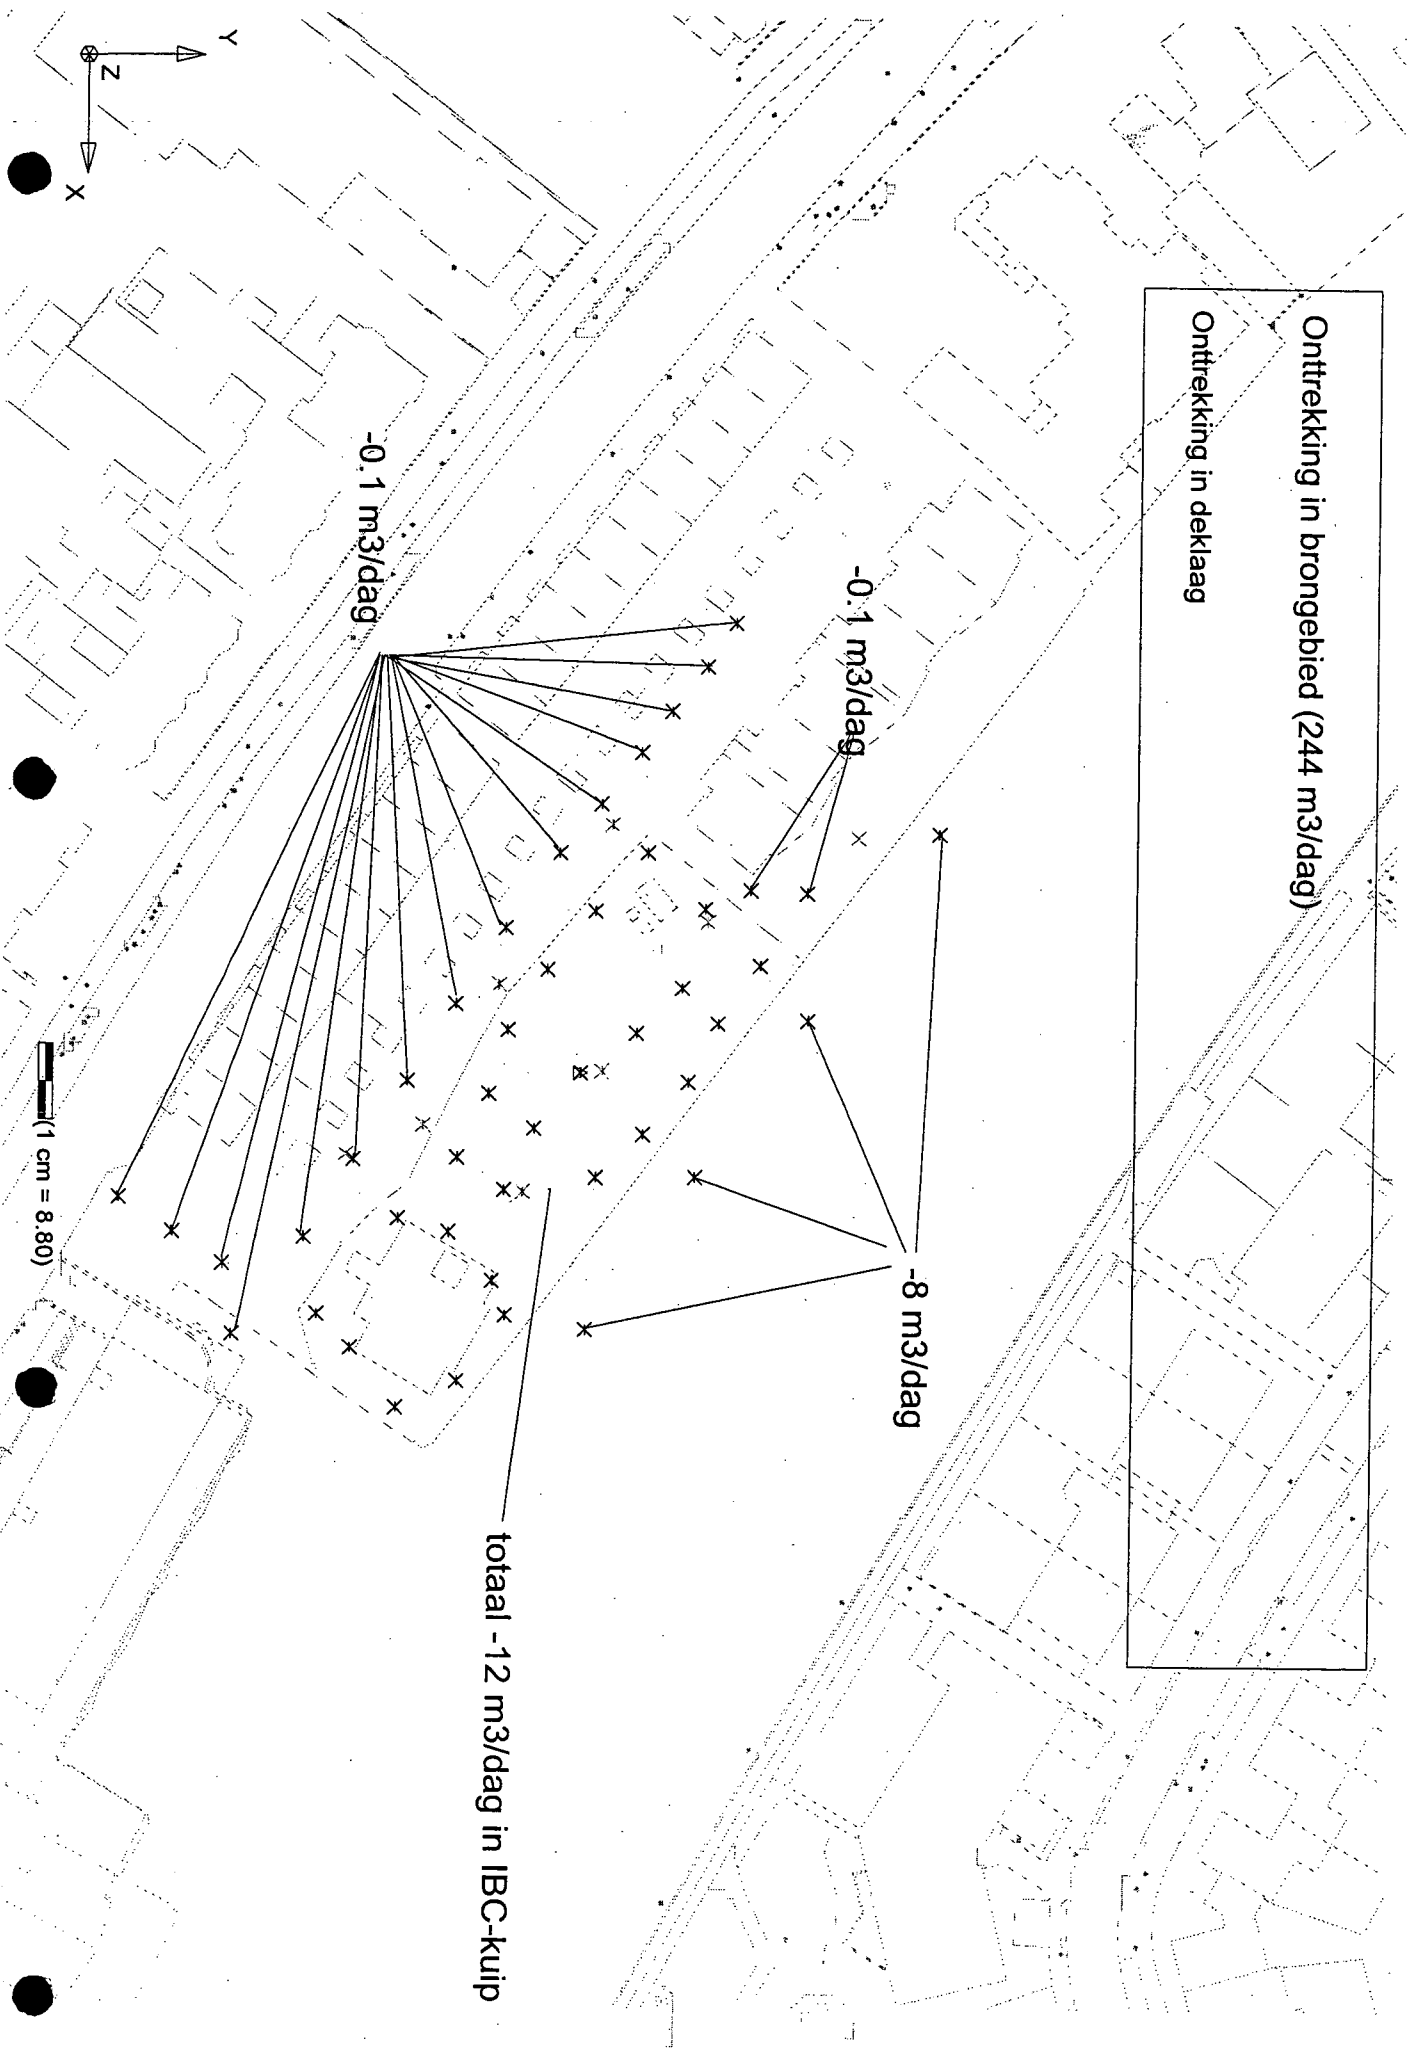 Onttrekking in brongebied (244 m3/dag)
Onttrekking in deklaag
-0.1 m3/dag
-0.1 m3/dag
-8 m3/dag
totaal -12 m3/dag in IBC-kuip
(1 cm = 8.80)
Y
Z
X